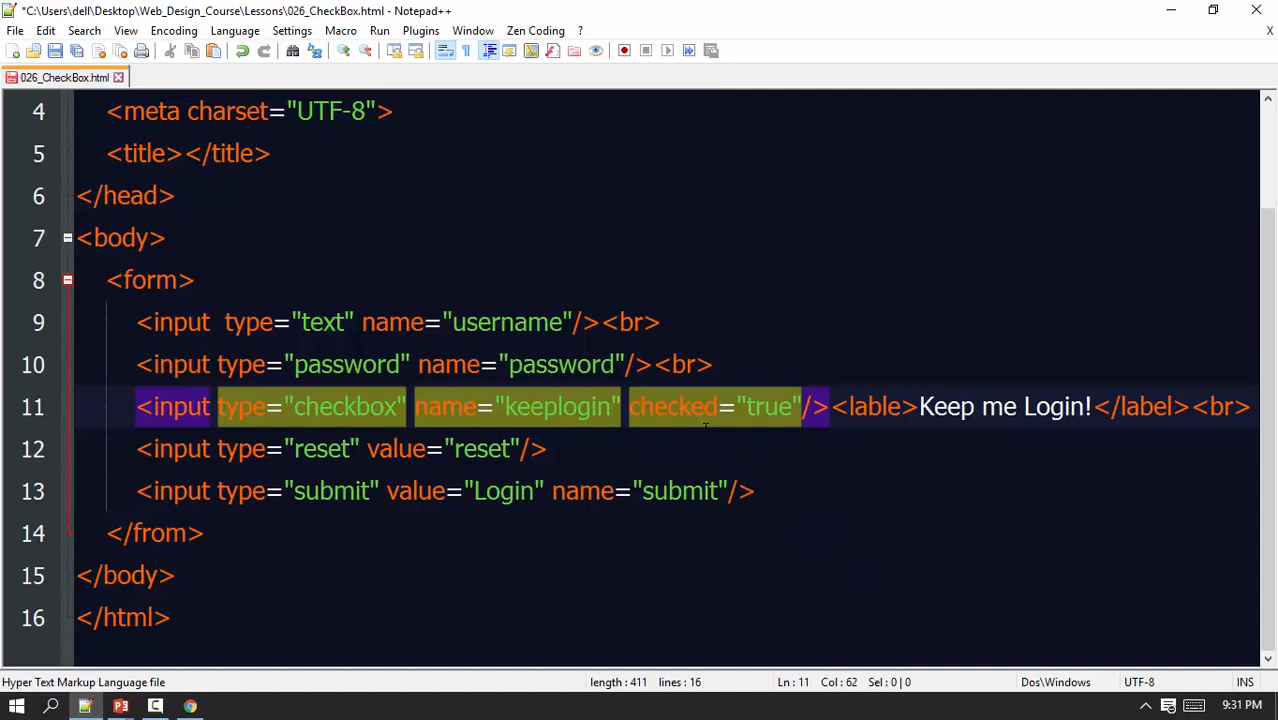 *C:\Users\dell\Desktop\Web_Design_Course\Lessons\026_CheckBox.html - Notepad++
File Edit Search View Encoding Language Settings Macro Run Plugins Window Zen Coding ? X
026_CheckBox.html
4 <meta charset="UTF-8">
5 <title></title>
6 </head>
7 <body>
8 <form>
9 <input  type="text" name="username"/><br>
10 <input type="password" name="password"/><br>
11 <input type="checkbox" name="keeplogin" checked="true"/><lable>Keep me Login!</label><br>
12 <input type="reset" value="reset"/>
13 <input type="submit" value="Login" name="submit"/>
14 </from>
15 </body>
16 </html>
Hyper Text Markup Language file length : 411 lines : 16 Ln : 11 Col : 62 Sel : 0 | 0 Dos\Windows UTF-8 INS
9:31 PM